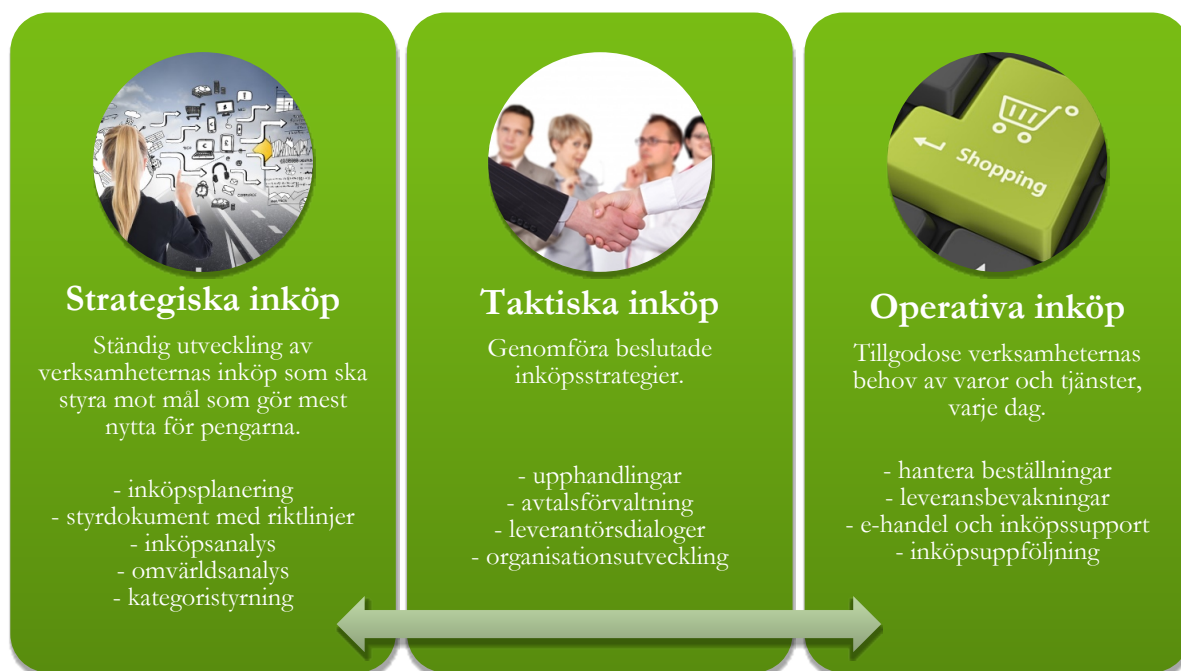 Strategiska inköp
Ständig utveckling av
verksamheternas inköp som ska
styra mot mål som gör mest
nytta för pengarna.
- inköpsplanering
- styrdokument med riktlinjer
- inköpsanalys
- omvärldsanalys
- kategoristyrning
Taktiska inköp
Genomföra beslutade
inköpsstrategier.
- upphandlingar
- avtalsförvaltning
- leverantörsdialoger
- organisationsutveckling
Shopping
Operativa inköp
Tillgodose verksamheternas
behov av varor och tjänster,
varje dag.
- hantera beställningar
- leveransbevakningar
- e-handel och inköpssupport
- inköpsuppföljning